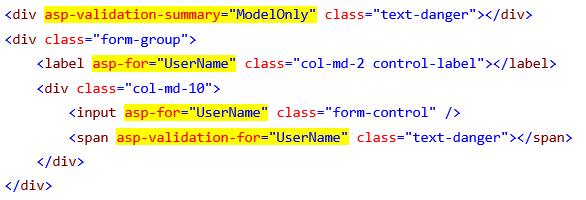 <div asp-validation-summary="ModelOnly" class="text-danger"></div>
<div class="form-group">
<label asp-for="UserName" class="col-md-2 control-label"></label>
<div class="col-md-10">
<input asp-for="UserName" class="form-control" />
<span asp-validation-for="UserName" class="text-danger"></span>
</div>
</div>